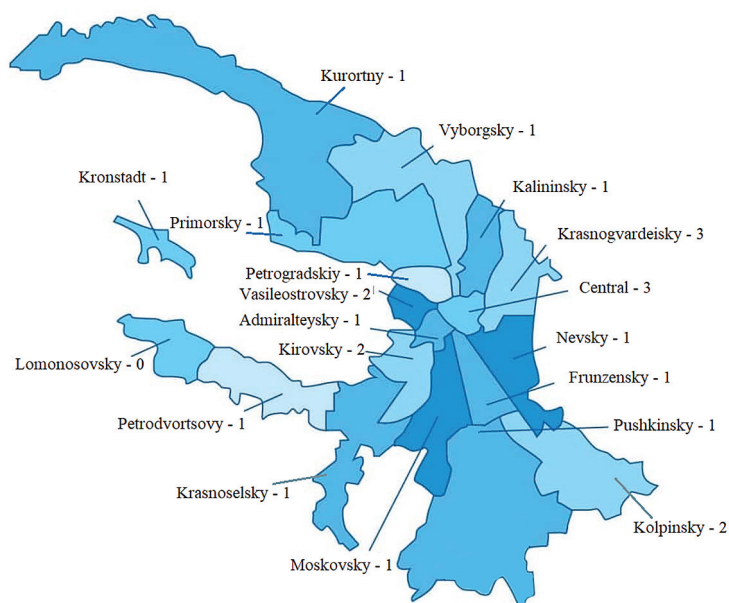 Kurortny - 1
Vyborgsky - 1
Kronstadt - 1
Kalininsky - 1
Primorsky - 1
Krasnogvardeisky - 3
Petrogradskiy - 1
Central - 3
Vasileostrovsky - 2
Admiralteysky - 1
Nevsky - 1
Kirovsky - 2
Lomonosovsky - 0
Frunzensky - 1
Petrodvortsovy - 1
Pushkinsky - 1
Krasnoselsky - 1
Kolpinsky - 2
Moskovsky - 1